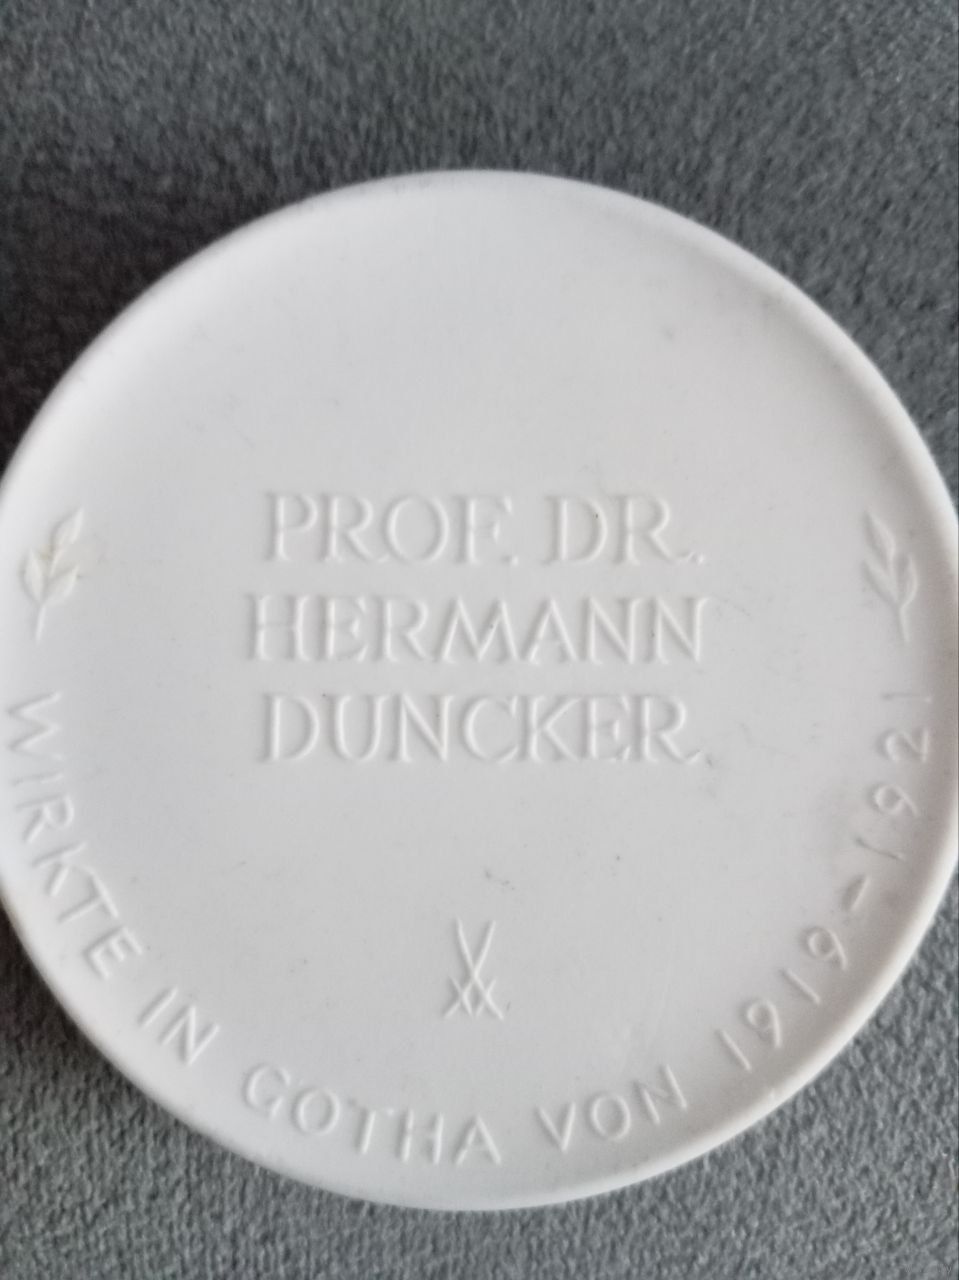 PROF. DR.
HERMANN
DUNCKER
WIRKTE IN GOTHA VON 1919-1921